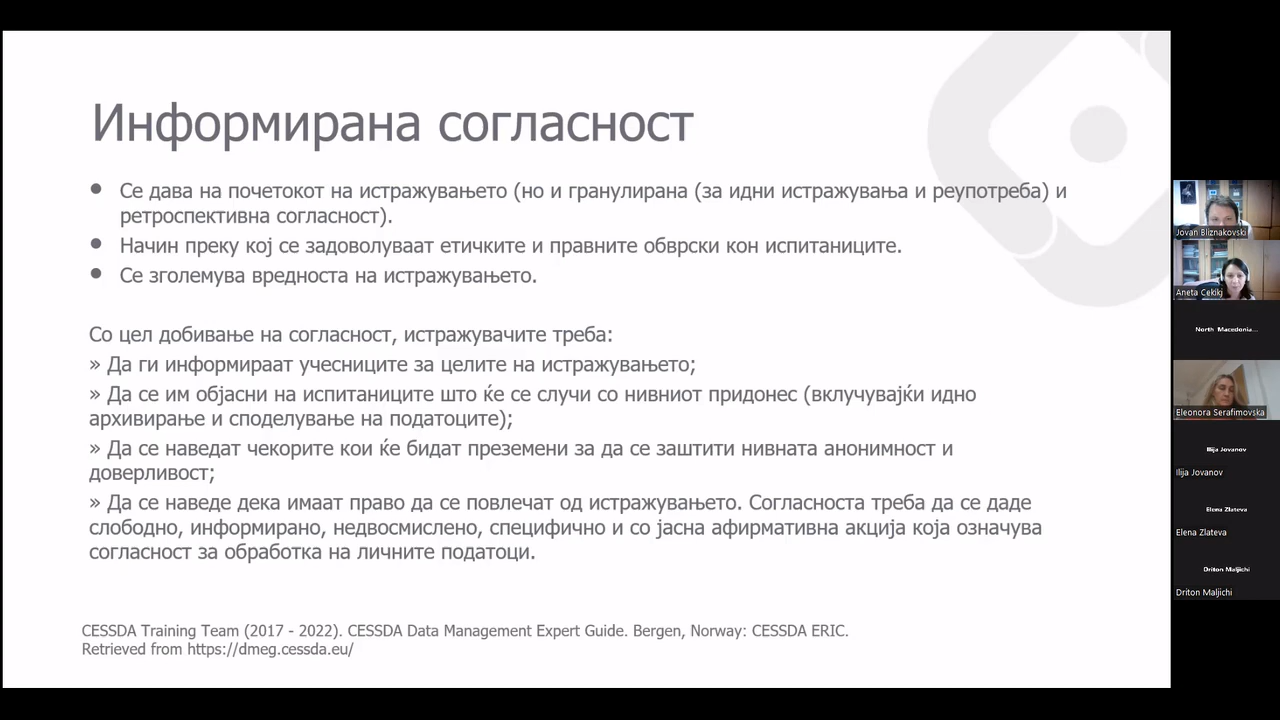 Информирана согласност
Се дава на почетокот на истражувањето (но и гранулирана (за идни истражувања и реупотреба) и
ретроспективна согласност).
Начин преку кој се задоволуваат етичките и правните обврски кон испитаниците.
Се зголемува вредноста на истражувањето.
Со цел добивање на согласност, истражувачите треба:
» Да ги информираат учесниците за целите на истражувањето;
» Да се им објасни на испитаниците што ќе се случи со нивниот придонес (вклучувајќи идно
архивирање и споделување на податоците);
» Да се наведат чекорите кои ќе бидат преземени за да се заштити нивната анонимност и
доверливост;
» Да се наведе дека имаат право да се повлечат од истражувањето. Согласноста треба да се даде
слободно, информирано, недвосмислено, специфично и со јасна афирмативна акција која означува
согласност за обработка на личните податоци.
CESSDA Training Team (2017 - 2022). CESSDA Data Management Expert Guide. Bergen, Norway: CESSDA ERIC.
Retrieved from https://dmeg.cessda.eu/
Jovan Bliznakovski
Aneta Cekikj
North Macedonia...
Eleonora Serafimovska
Ilija Jovanov
Ilija Jovanov
Elena Zlateva
Elena Zlateva
Driton Maljichi
Driton Maljichi